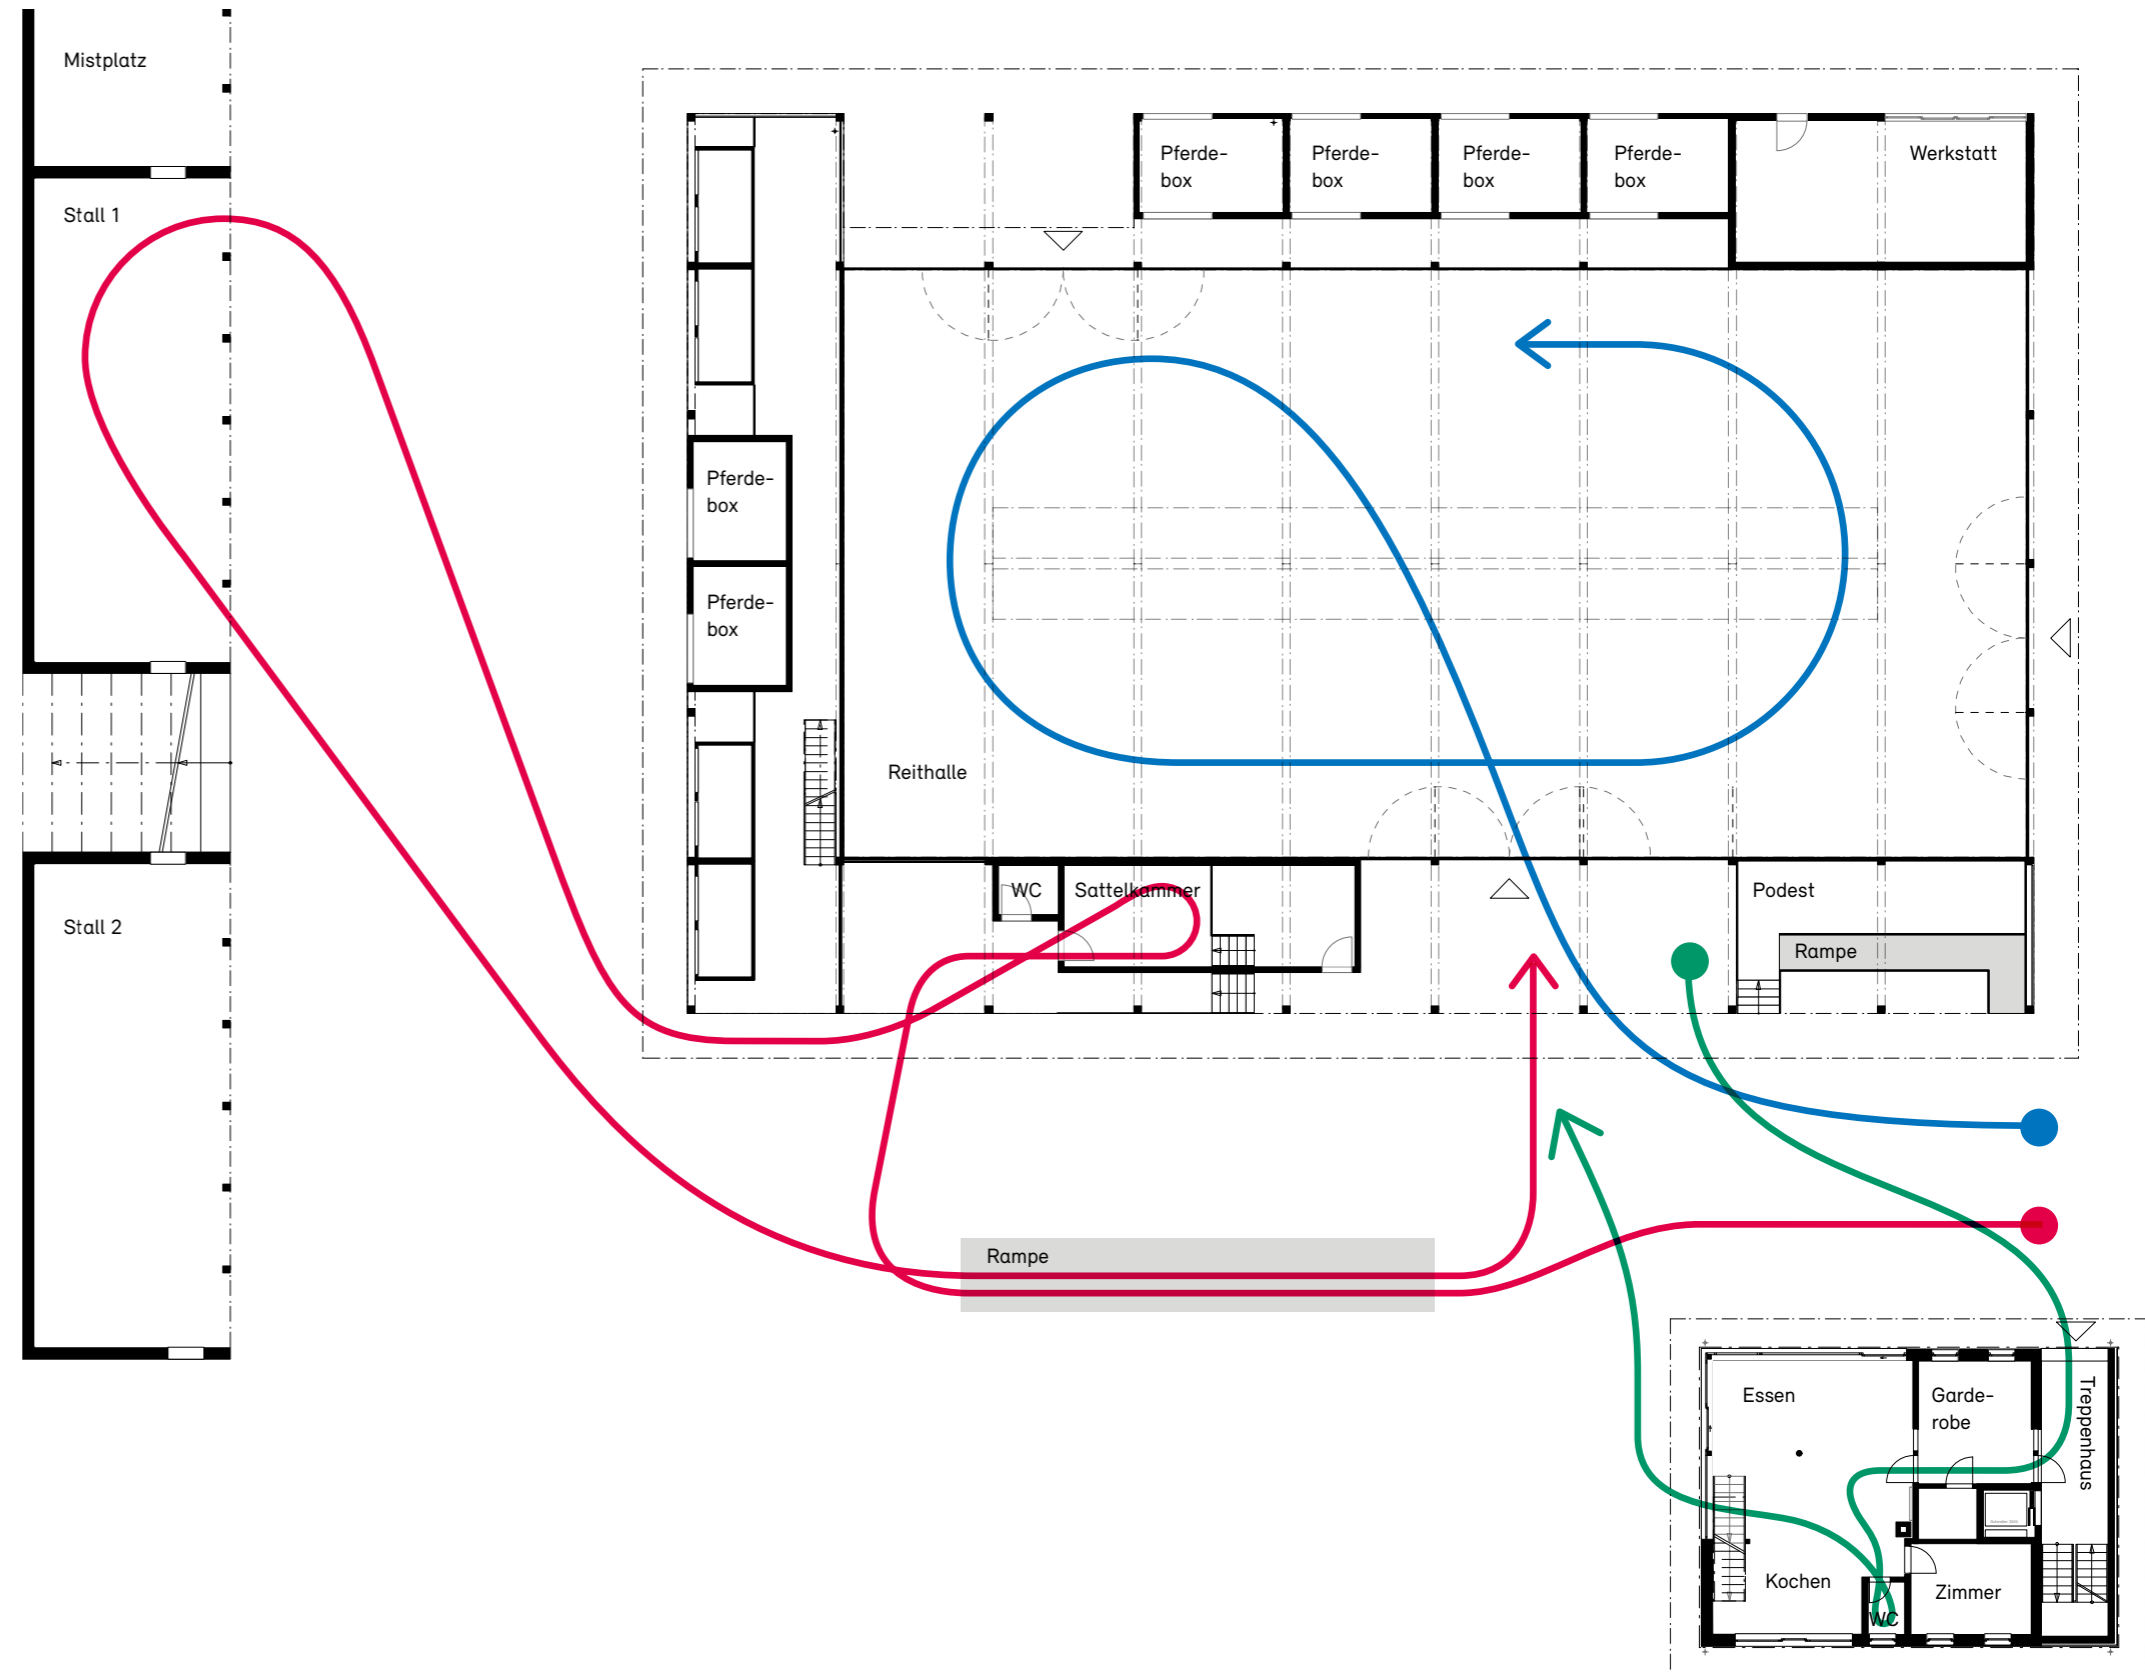 Mistplatz
Stall 1
Stall 2
Pferde-
box
Pferde-
box
Pferde-
box
Pferde-
box
Werkstatt
Pferde-
box
Pferde-
box
Reithalle
WC
Sattelkammer
Podest
Rampe
Rampe
Essen
Garde-
robe
Treppenhaus
Kochen
Zimmer
WC